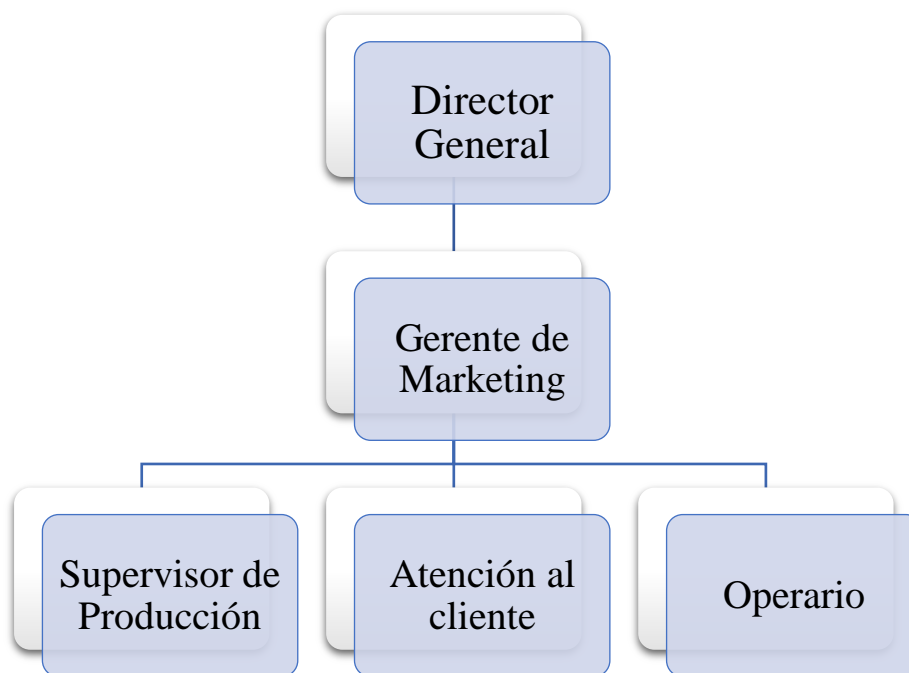 Director
General
Gerente de
Marketing
Supervisor de
Producción
Atención al
cliente
Operario